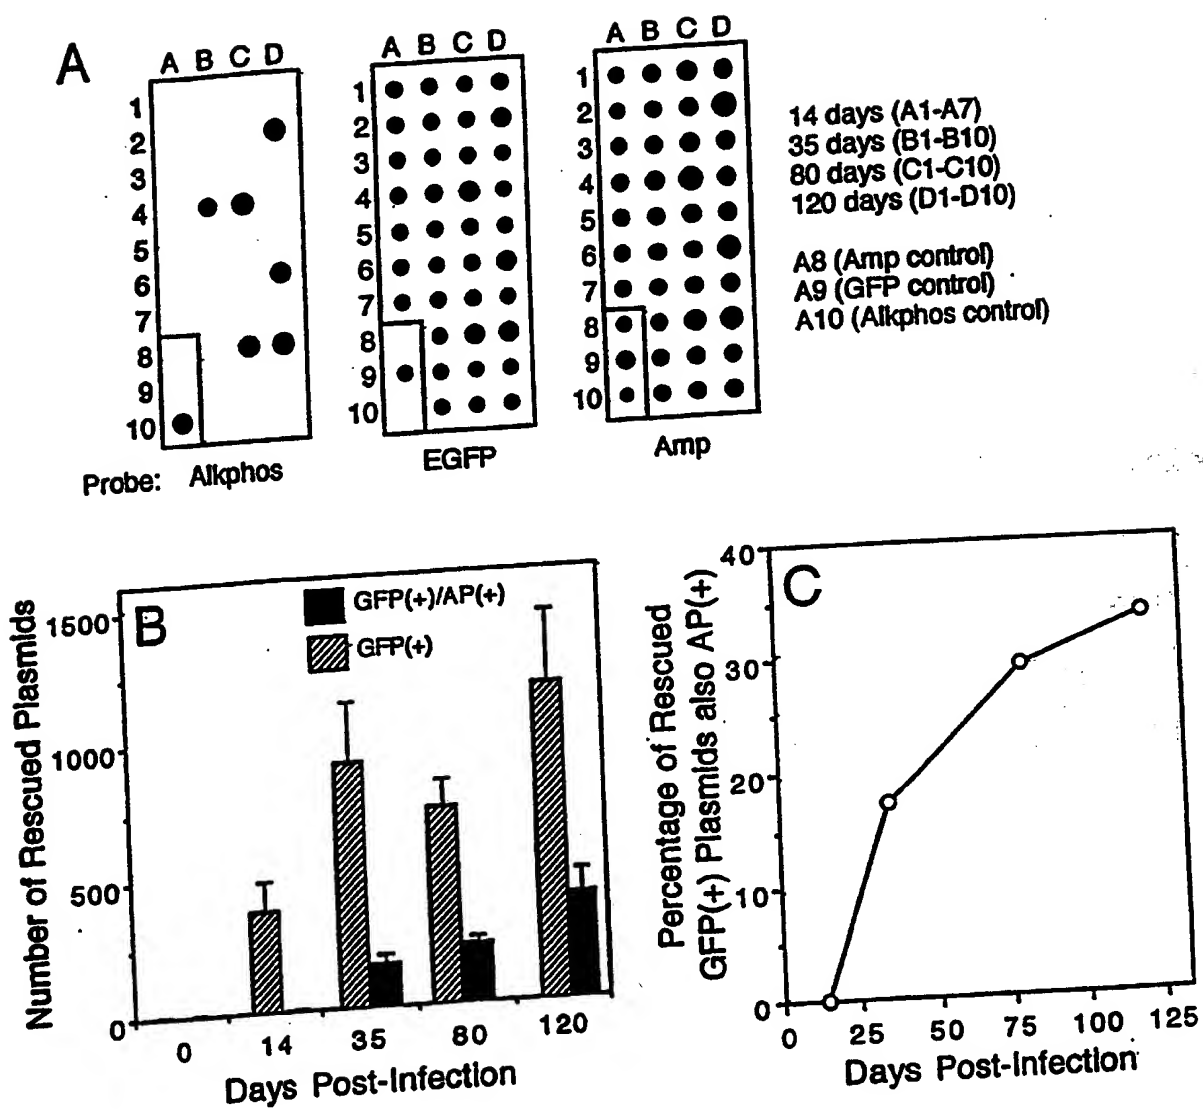 A
A B C D
1
2
3
4
5
6
7
8
9
10
Probe: Alkphos
A B C D
1
2
3
4
5
6
7
8
9
10
EGFP
A B C D
1
2
3
4
5
6
7
8
9
10
Amp
14 days (A1-A7)
35 days (B1-B10)
80 days (C1-C10)
120 days (D1-D10)
A8 (Amp control)
A9 (GFP control)
A10 (Alkphos control)
B
GFP(+)/AP(+)
GFP(+)
Number of Rescued Plasmids
1500
1000
500
0
0 14 35 80 120
Days Post-Infection
C
Percentage of Rescued
GFP(+) Plasmids also AP(+)
40
30
20
10
0
0 25 50 75 100 125
Days Post-Infection